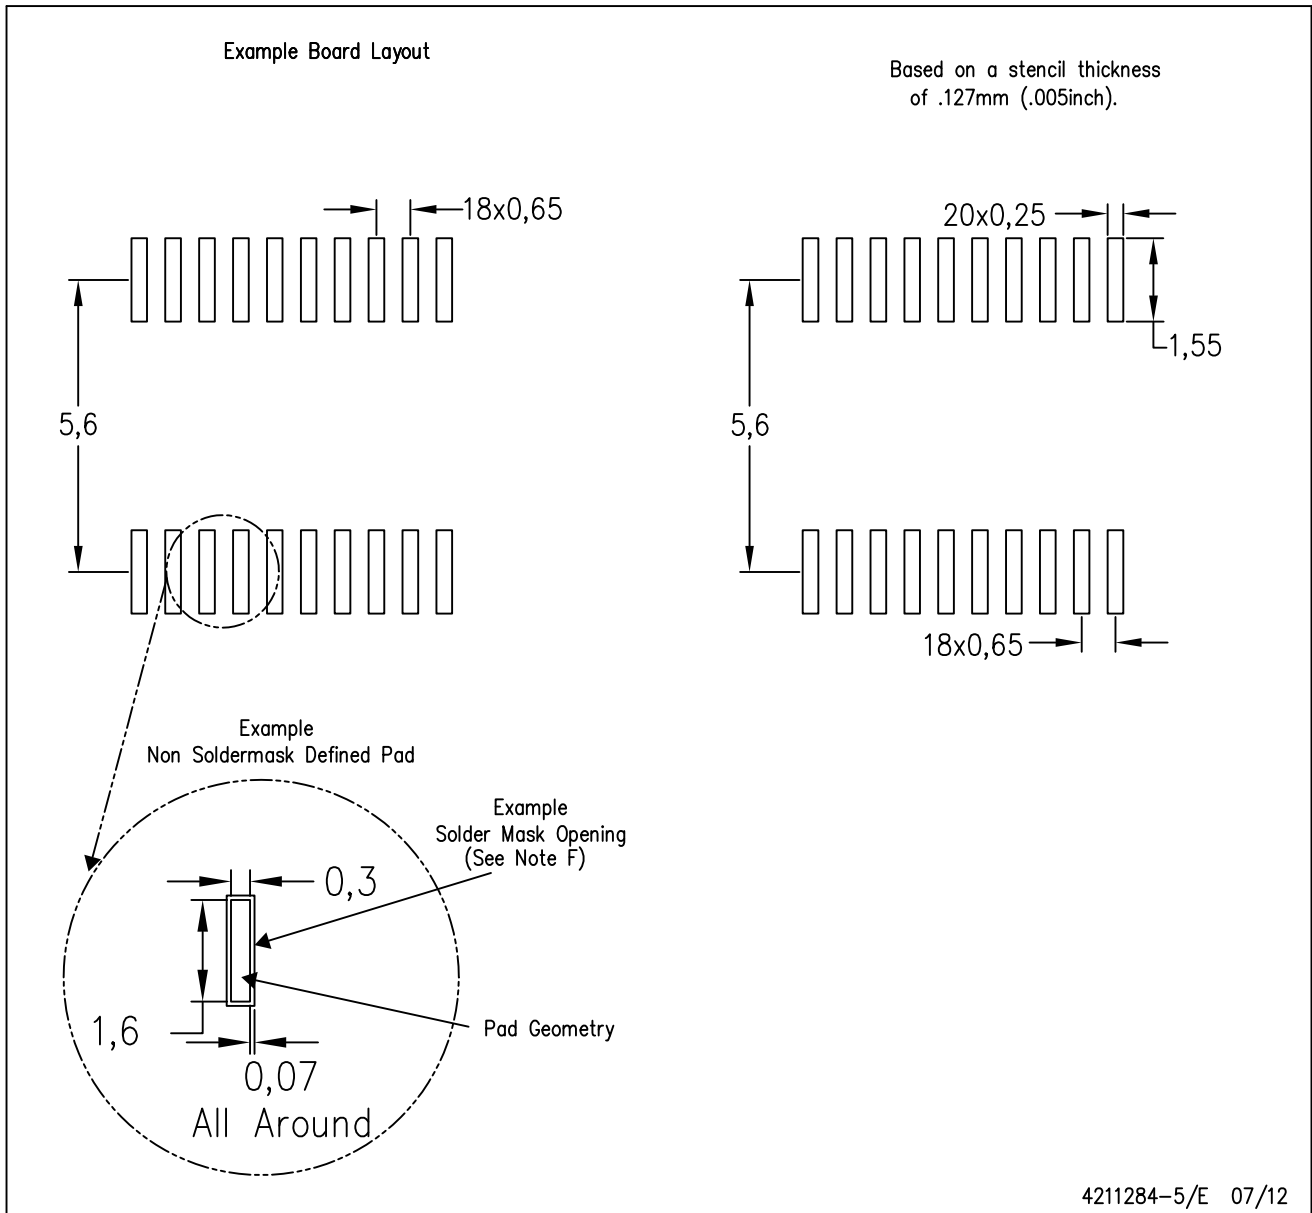 Example Board Layout
Based on a stencil thickness
of .127mm (.005inch).
18x0,65
20x0,25
1,55
5,6
5,6
18x0,65
Example
Non Soldermask Defined Pad
Example
Solder Mask Opening
(See Note F)
0,3
1,6
Pad Geometry
0,07
All Around
4211284-5/E 07/12